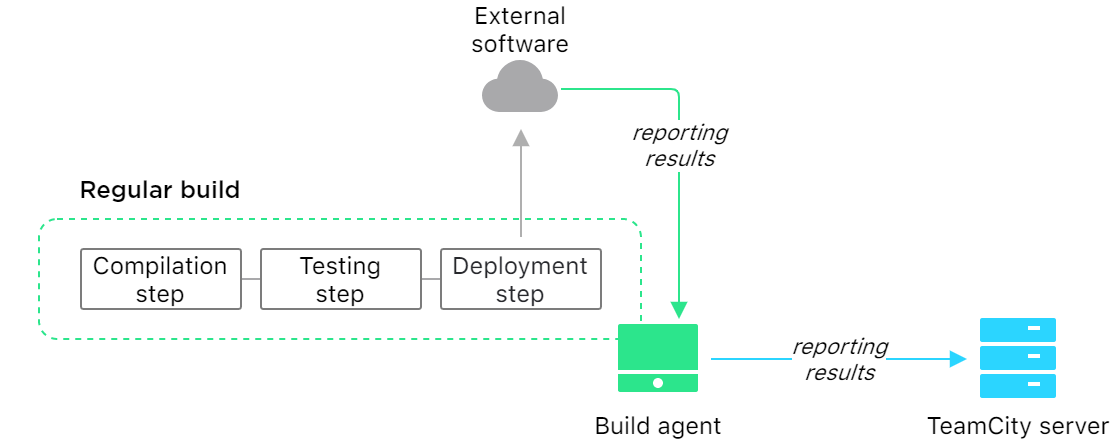 External
software
reporting
results
Regular build
Compilation
step
Testing
step
Deployment
step
reporting
results
Build agent
TeamCity server